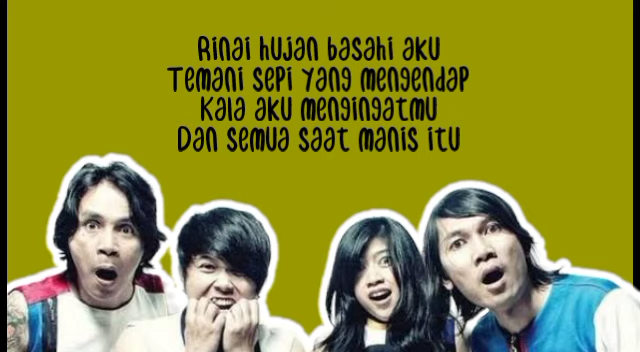 Rinai hujan basahi aku
Temani sepi yang mengendap
Kala aku mengingatmu
Dan semua saat manis itu